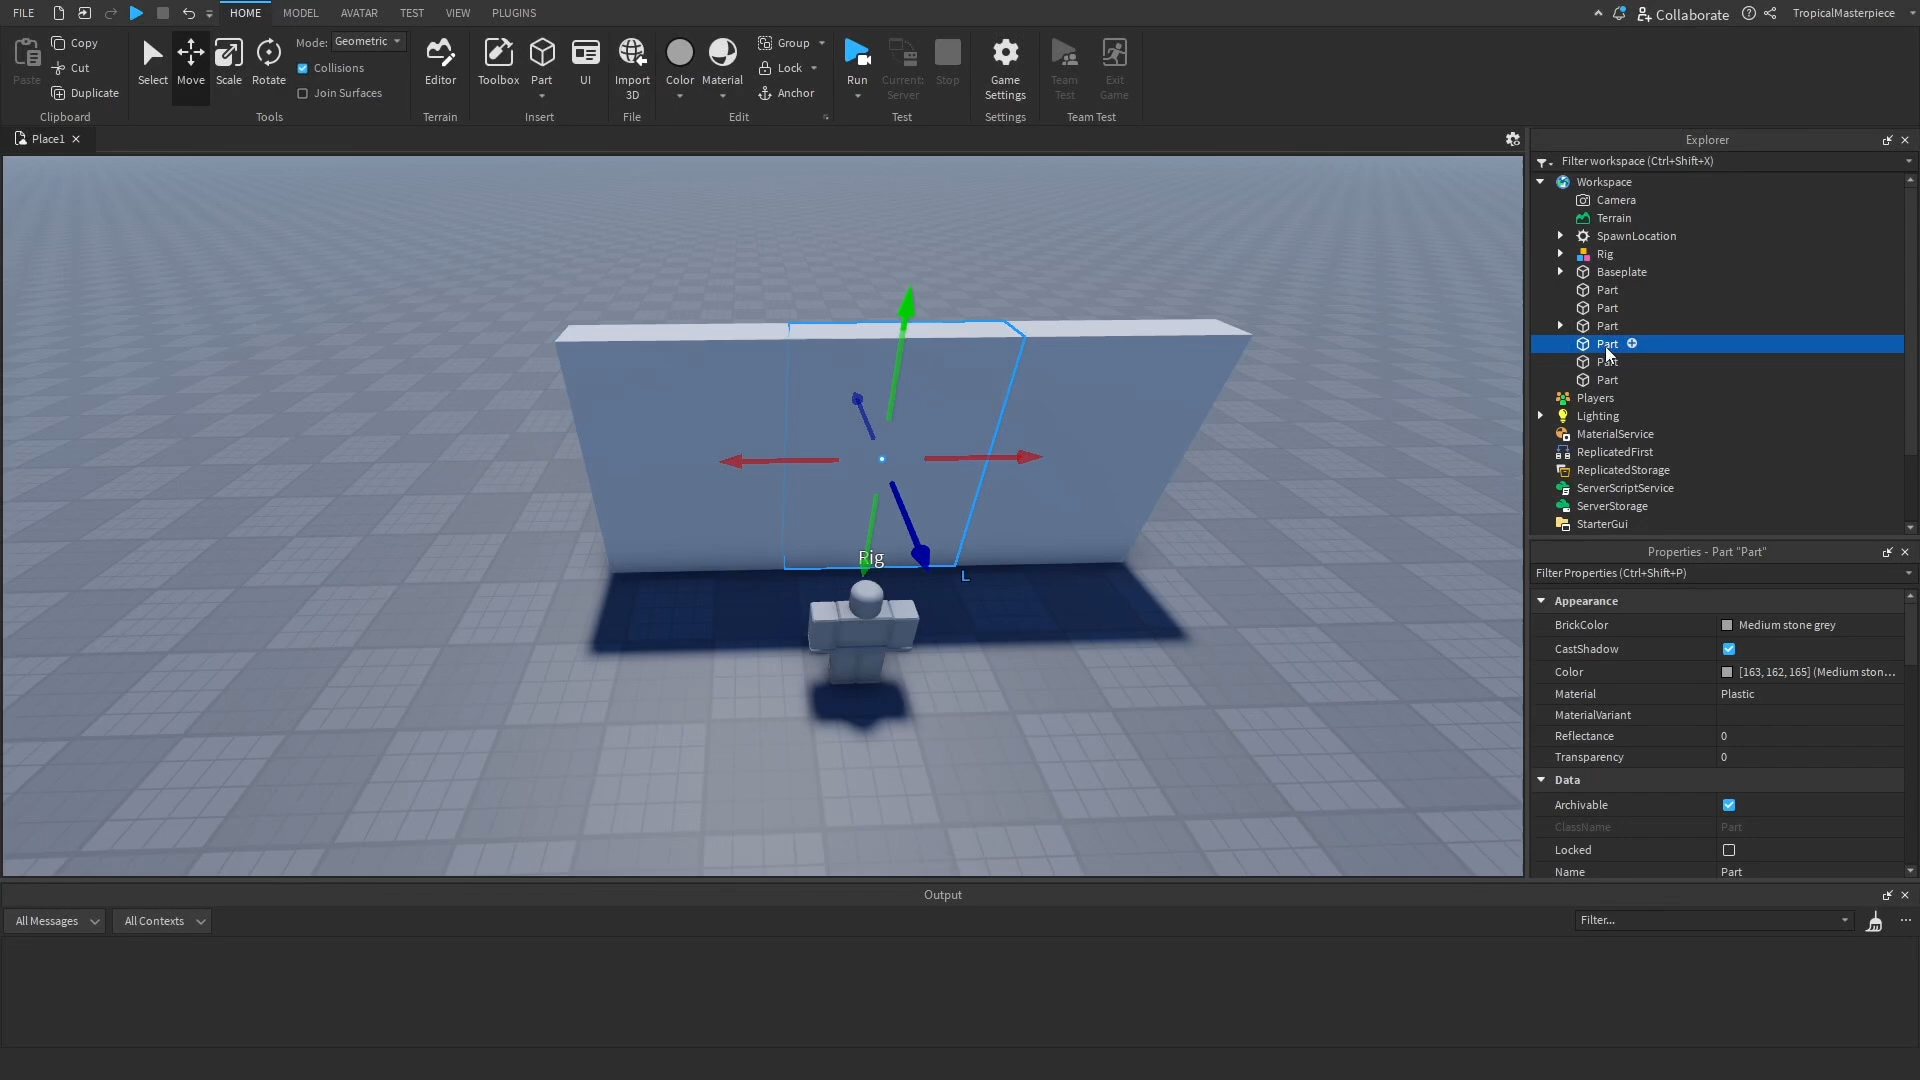 FILE HOME MODEL AVATAR TEST VIEW PLUGINS Collaborate TropicalMasterpiece
Paste Copy Cut Duplicate
Clipboard
Select Move Scale Rotate Mode: Geometric
Collisions
Join Surfaces
Tools
Editor
Terrain
Toolbox Part UI
Insert
Import
3D
File
Color Material Group Lock Anchor
Edit
Run Current: Server Stop
Test
Game
Settings
Settings
Team
Test
Exit
Game
Team Test
Place1
Rig
L
Explorer
Filter workspace (Ctrl+Shift+X)
Workspace
Camera
Terrain
SpawnLocation
Rig
Baseplate
Part
Part
Part
Part
Part
Part
Players
Lighting
MaterialService
ReplicatedFirst
ReplicatedStorage
ServerScriptService
ServerStorage
StarterGui
Properties - Part "Part"
Filter Properties (Ctrl+Shift+P)
Appearance
BrickColor Medium stone grey
CastShadow
Color [163, 162, 165] (Medium ston...
Material Plastic
MaterialVariant
Reflectance 0
Transparency 0
Data
Archivable
ClassName Part
Locked
Name Part
Output
All Messages All Contexts Filter...